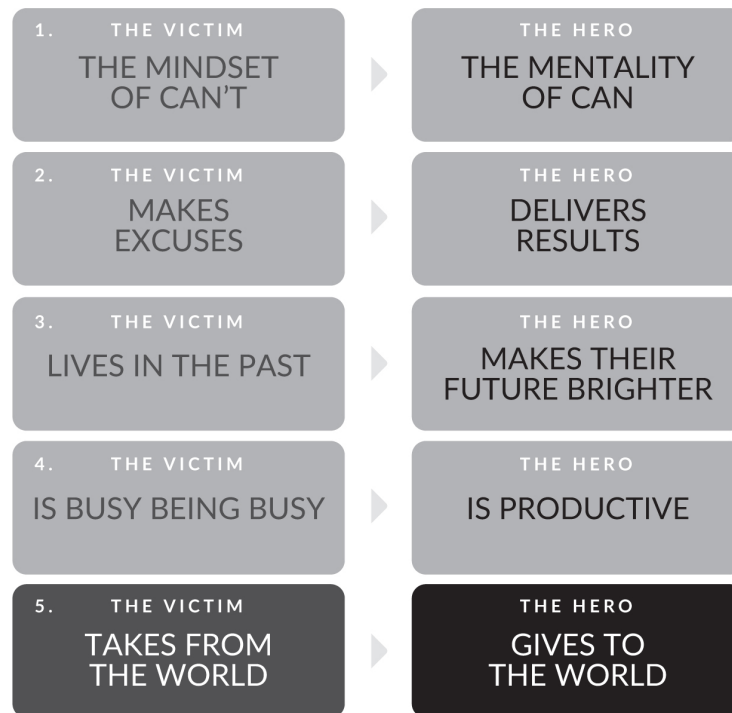 1. THE VICTIM
THE MINDSET
OF CAN'T
THE HERO
THE MENTALITY
OF CAN
2. THE VICTIM
MAKES
EXCUSES
THE HERO
DELIVERS
RESULTS
3. THE VICTIM
LIVES IN THE PAST
THE HERO
MAKES THEIR
FUTURE BRIGHTER
4. THE VICTIM
IS BUSY BEING BUSY
THE HERO
IS PRODUCTIVE
5. THE VICTIM
TAKES FROM
THE WORLD
THE HERO
GIVES TO
THE WORLD